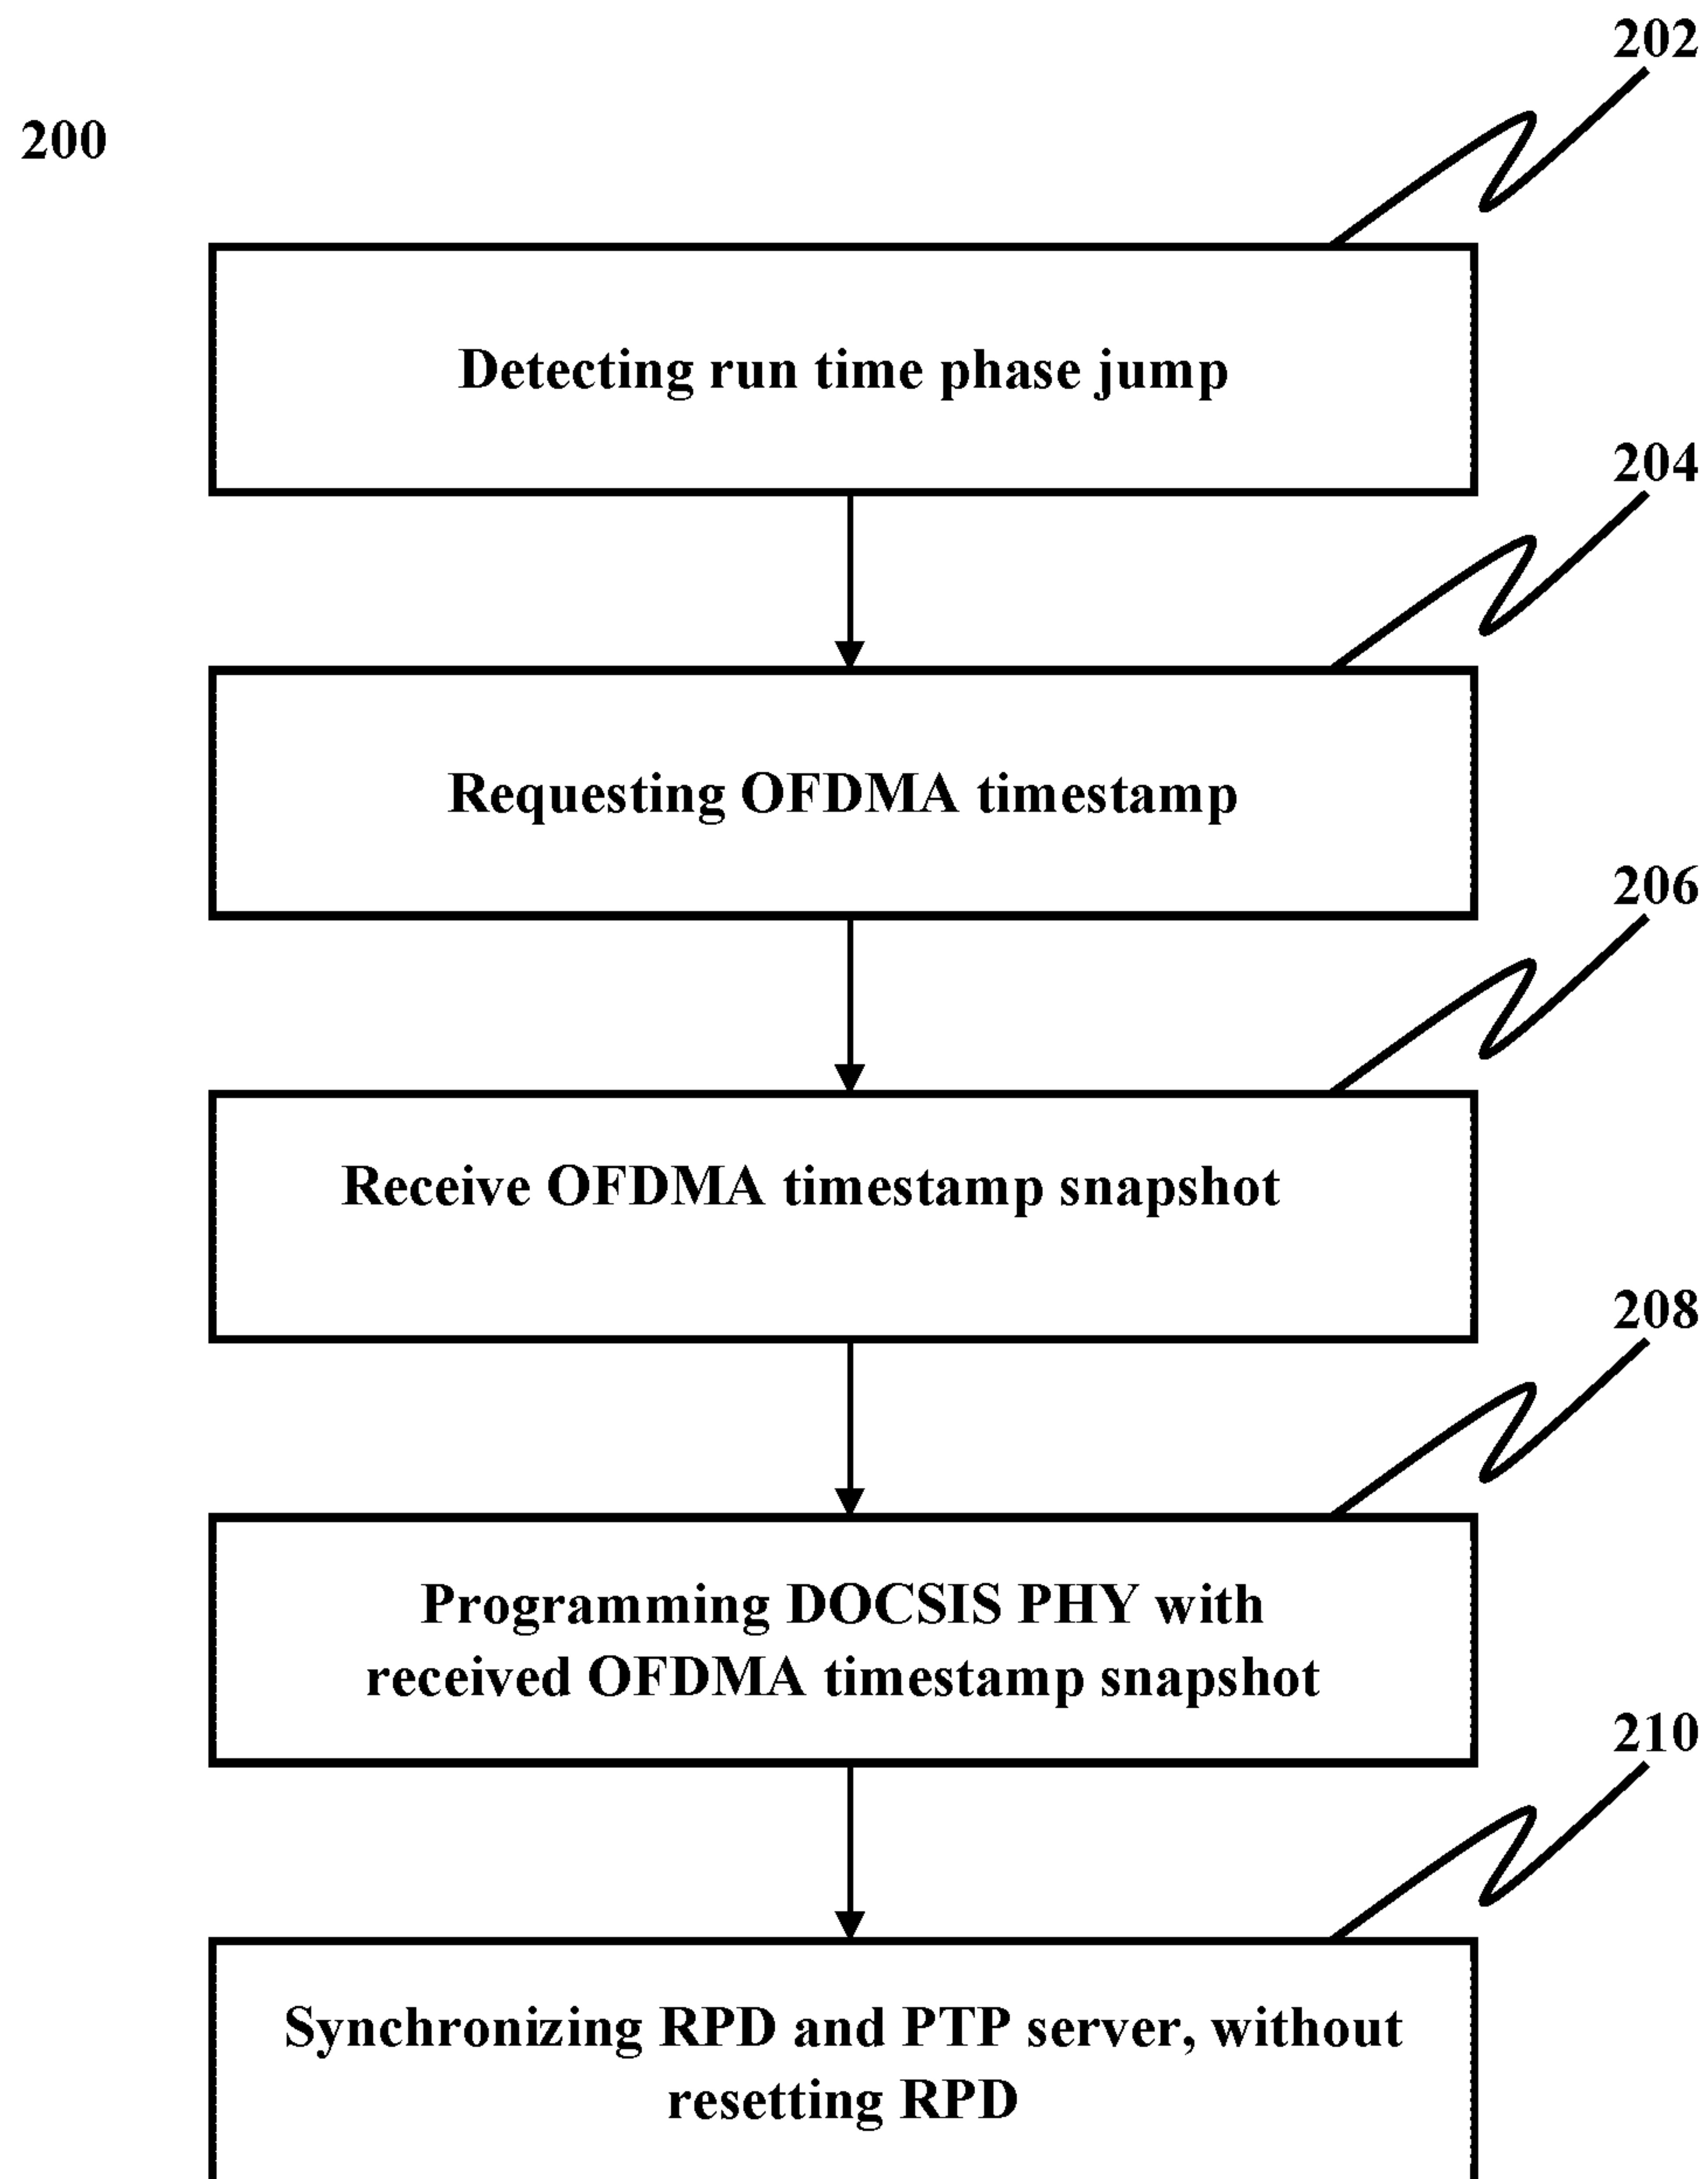 202
200
Detecting run time phase jump
204
Requesting OFDMA timestamp
206
Receive OFDMA timestamp snapshot
208
Programming DOCSIS PHY with
received OFDMA timestamp snapshot
210
Synchronizing RPD and PTP server, without
resetting RPD